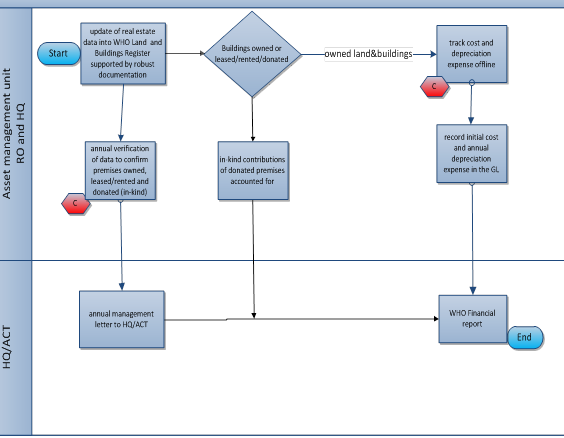 Asset management unit
RO and HQ
Start
update of real estate
data into WHO Land and
Buildings Register
supported by robust
documentation
Buildings owned or
leased/rented/donated
owned land&buildings
track cost and
depreciation
expense offline
C
annual verification
of data to confirm
premises owned,
leased/rented and
donated (in-kind)
C
in-kind contributions
of donated premises
accounted for
record initial cost
and annual
depreciation
expense in the GL
HQ/ACT
annual management
letter to HQ/ACT
WHO Financial
report
End